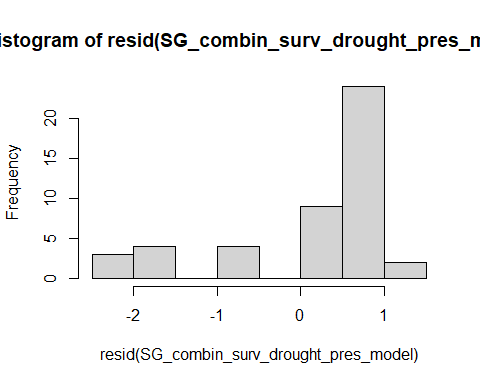 istogram of resid(SG_combin_surv_drought_pres_m
Frequency
20
15
10
5
0
-2 -1 0 1
resid(SG_combin_surv_drought_pres_model)